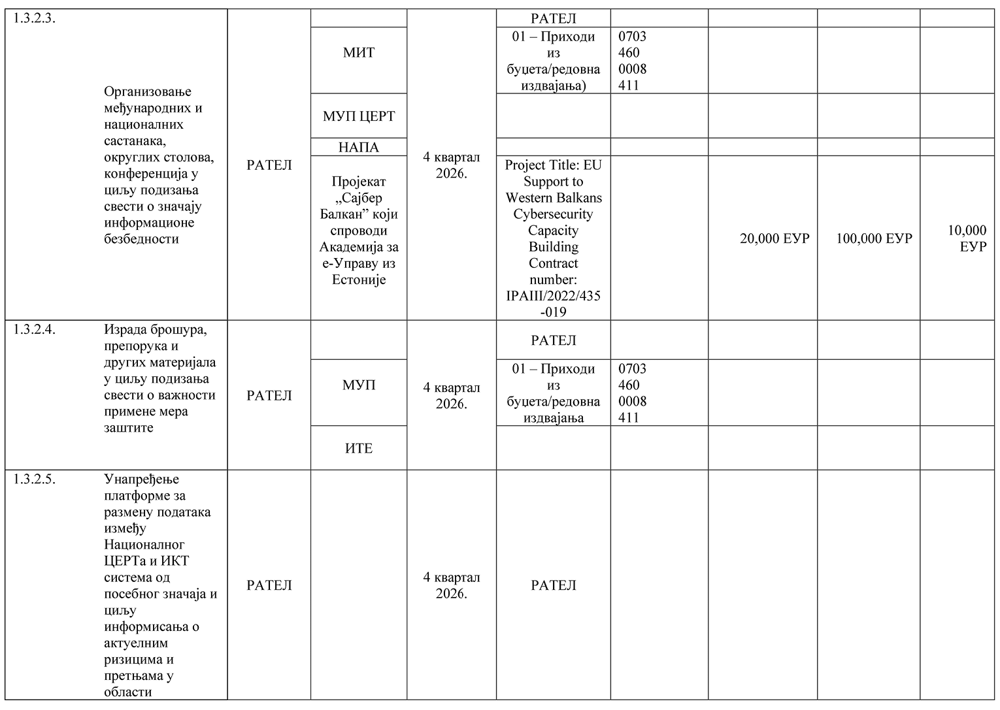 1.3.2.3.
Организовање
међународних и
националних
састанака,
округлих столова,
конференција у
циљу подизања
свести о значају
информационе
безбедности
РАТЕЛ
МИТ
МУП ЦЕРТ
НАПА
Пројекат
„Сајбер
Балкан” који
спроводи
Академија за
е-Управу из
Естоније
4 квартал
2026.
РАТЕЛ
01 – Приходи
из
буџета/редовна
издвајања)
0703
460
0008
411
Project Title: EU
Support to
Western Balkans
Cybersecurity
Capacity
Building
Contract
number:
IPAIII/2022/435
-019
20,000 ЕУР
100,000 ЕУР
10,000
ЕУР
1.3.2.4.
Израда брошура,
препорука и
других материјала
у циљу подизања
свести о важности
примене мера
заштите
РАТЕЛ
МУП
ИТЕ
4 квартал
2026.
РАТЕЛ
01 – Приходи
из
буџета/редовна
издвајања
0703
460
0008
411
1.3.2.5.
Унапређење
платформе за
размену података
између
Националног
ЦЕРТа и ИКТ
система од
посебног значаја и
циљу
информисања о
актуелним
ризицима и
претњама у
области
РАТЕЛ
4 квартал
2026.
РАТЕЛ